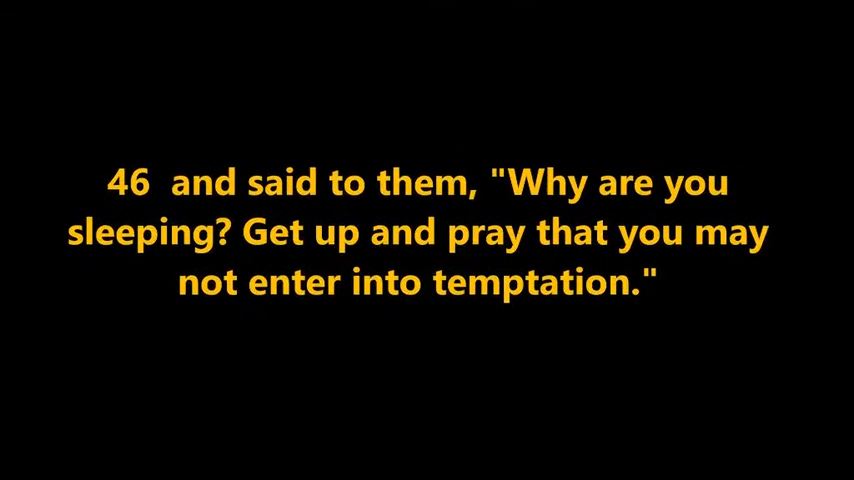 46  and said to them, "Why are you
sleeping? Get up and pray that you may
not enter into temptation."